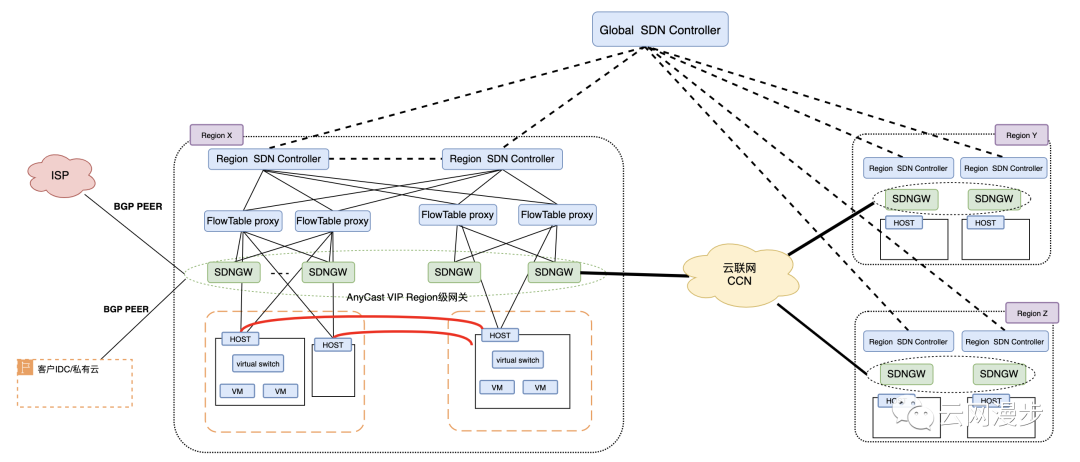 Global SDN Controller
Region X
Region SDN Controller
Region SDN Controller
ISP
BGP PEER
FlowTable proxy
FlowTable proxy
FlowTable proxy
FlowTable proxy
SDNGW
SDNGW
SDNGW
SDNGW
AnyCast VIP Region级网关
BGP PEER
户
客户IDC/私有云
HOST
virtual switch
VM
VM
HOST
HOST
virtual switch
VM
VM
云联网
CCN
Region Y
Region SDN Controller
Region SDN Controller
SDNGW
SDNGW
HOST
HOST
Region Z
Region SDN Controller
Region SDN Controller
SDNGW
SDNGW
HOST
HOST
云网漫步